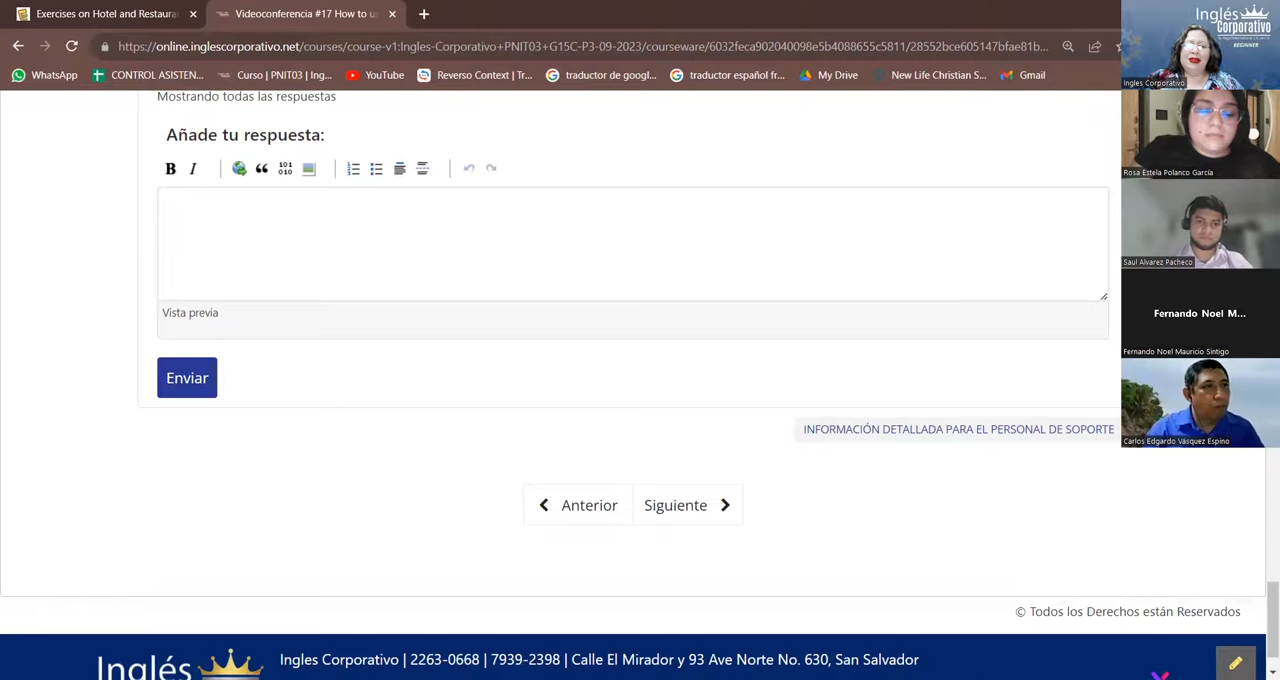 Exercises on Hotel and Restaura
Videoconferencia #17 How to u
https://online.inglescorporativo.net/courses/course-v1:Ingles-Corporativo+PNIT03+G15C-P3-09-2023/courseware/6032feca902040098e5b4088655c5811/28552bce605147bfae81b...
WhatsApp
CONTROL ASISTEN...
Curso | PNIT03 | Ing...
YouTube
Reverso Context | Tr...
traductor de googl...
traductor español fr...
My Drive
New Life Christian S...
Gmail
Mostrando todas las respuestas
Añade tu respuesta:
B I
101
010
Vista previa
Enviar
INFORMACIÓN DETALLADA PARA EL PERSONAL DE SOPORTE
Anterior
Siguiente
© Todos los Derechos están Reservados
Inglés
Ingles Corporativo | 2263-0668 | 7939-2398 | Calle El Mirador y 93 Ave Norte No. 630, San Salvador
Inglés
Corporativo
BEGINNER
Ingles Corporativo
Rosa Estela Polanco García
Saul Alvarez Pacheco
Fernando Noel M...
Fernando Noel Mauricio Sintigo
Carlos Edgardo Vásquez Espino